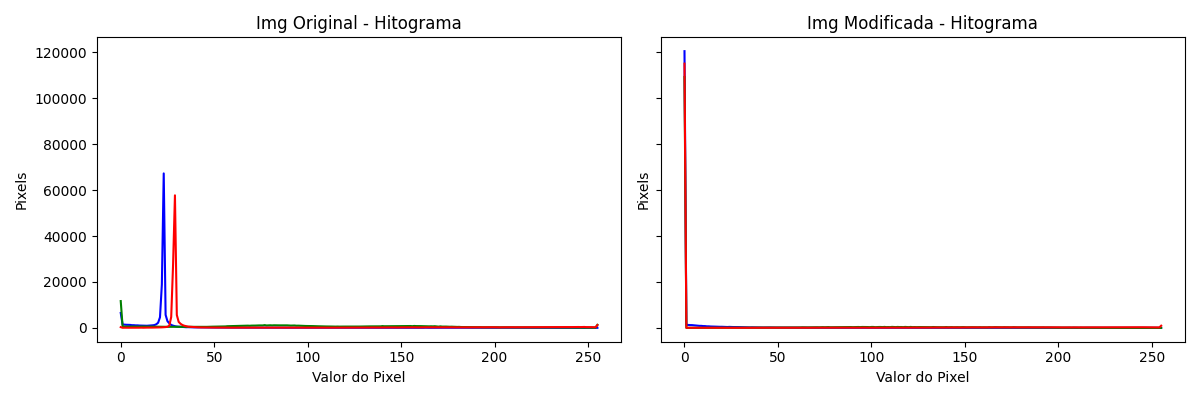 Img Original - Hitograma
Img Modificada - Hitograma
120000
100000
80000
60000
40000
20000
0
Pixels
Pixels
0 50 100 150 200 250
0 50 100 150 200 250
Valor do Pixel
Valor do Pixel